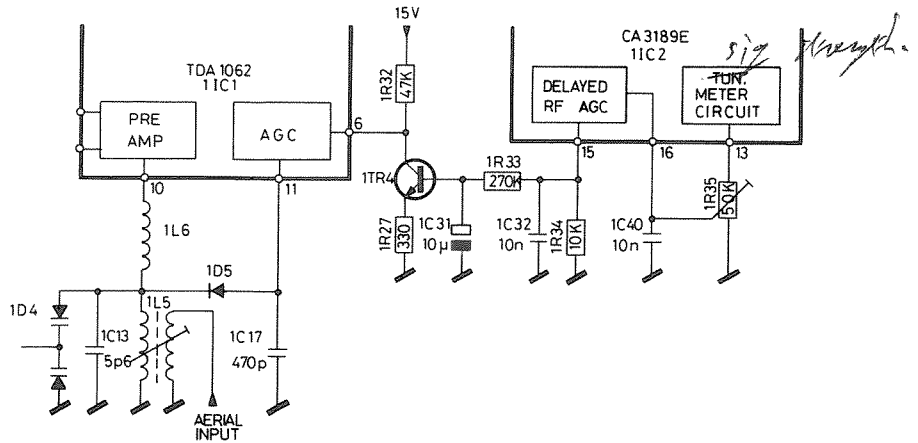 15V
TDA 1062
1IC1
PRE
AMP
AGC
6
10
11
1R32
47K
CA3189E
1IC2
sig strength.
DELAYED
RF AGC
TUN.
METER
CIRCUIT
15
16
13
1TR4
1R33
270K
1R27
330
1C31
10µ
1C32
10n
1R34
10K
1C40
10n
1R35
50K
1L6
1D5
1D4
1L5
1C13
5p6
1C17
470p
AERIAL
INPUT